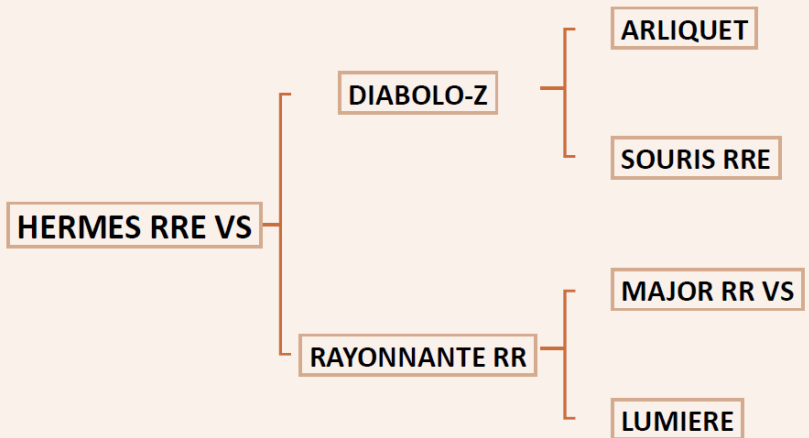 ARLIQUET
DIABOLO-Z
SOURIS RRE
HERMES RRE VS
MAJOR RR VS
RAYONNANTE RR
LUMIERE